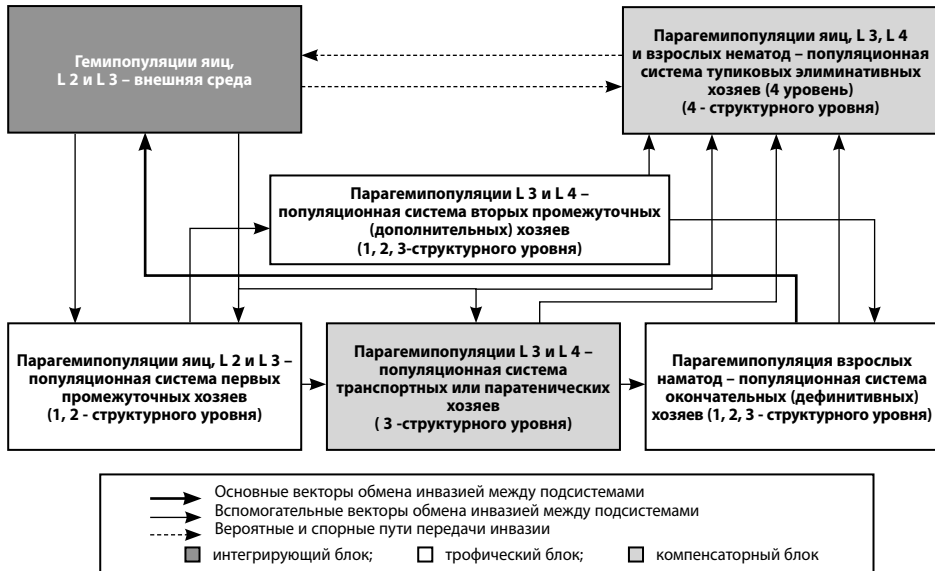 Гемипопуляции яиц,
L 2 и L 3 – внешняя среда
Парагемипопуляции яиц, L 3, L 4
и взрослых нематод – популяционная
система тупиковых элиминативных
хозяев (4 уровень)
(4 - структурного уровня)
Парагемипопуляции L 3 и L 4 –
популяционная система вторых промежуточных
(дополнительных) хозяев
(1, 2, 3-структурного уровня)
Парагемипопуляции яиц, L 2 и L 3 –
популяционная система первых
промежуточных хозяев
(1, 2 - структурного уровня)
Парагемипопуляции L 3 и L 4 –
популяционная система
транспортных или паратенических
хозяев
( 3 -структурного уровня)
Парагемипопуляция взрослых
наматод – популяционная система
окончательных (дефинитивных)
хозяев (1, 2, 3 - структурного уровня)
Основные векторы обмена инвазией между подсистемами
Вспомогательные векторы обмена инвазией между подсистемами
Вероятные и спорные пути передачи инвазии
интегрирующий блок; трофический блок; компенсаторный блок